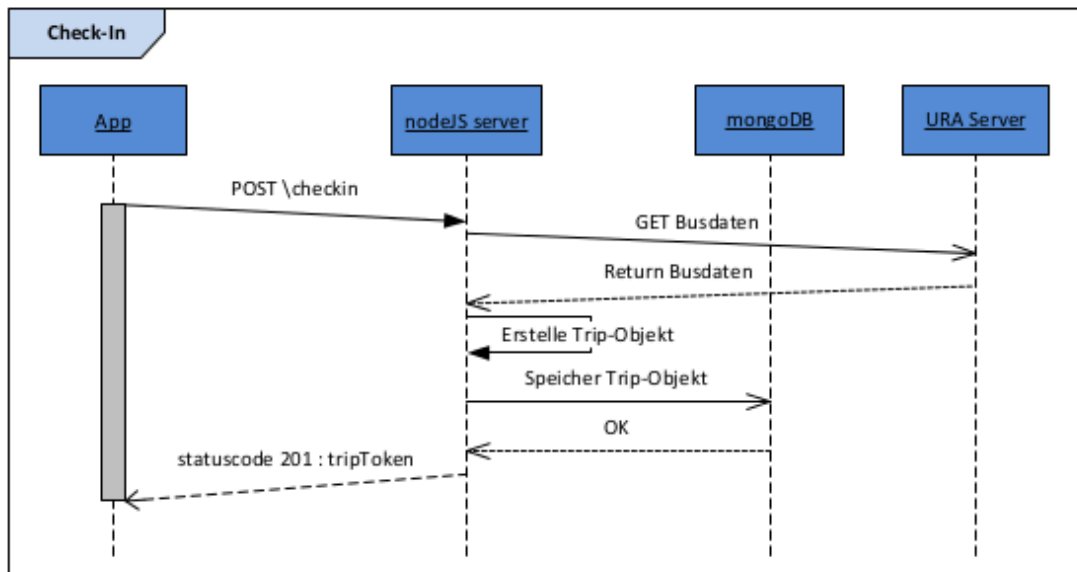 Check-In
App
nodeJS server
mongoDB
URA Server
POST \checkin
GET Busdaten
Return Busdaten
Erstelle Trip-Objekt
Speicher Trip-Objekt
OK
statuscode 201 : tripToken